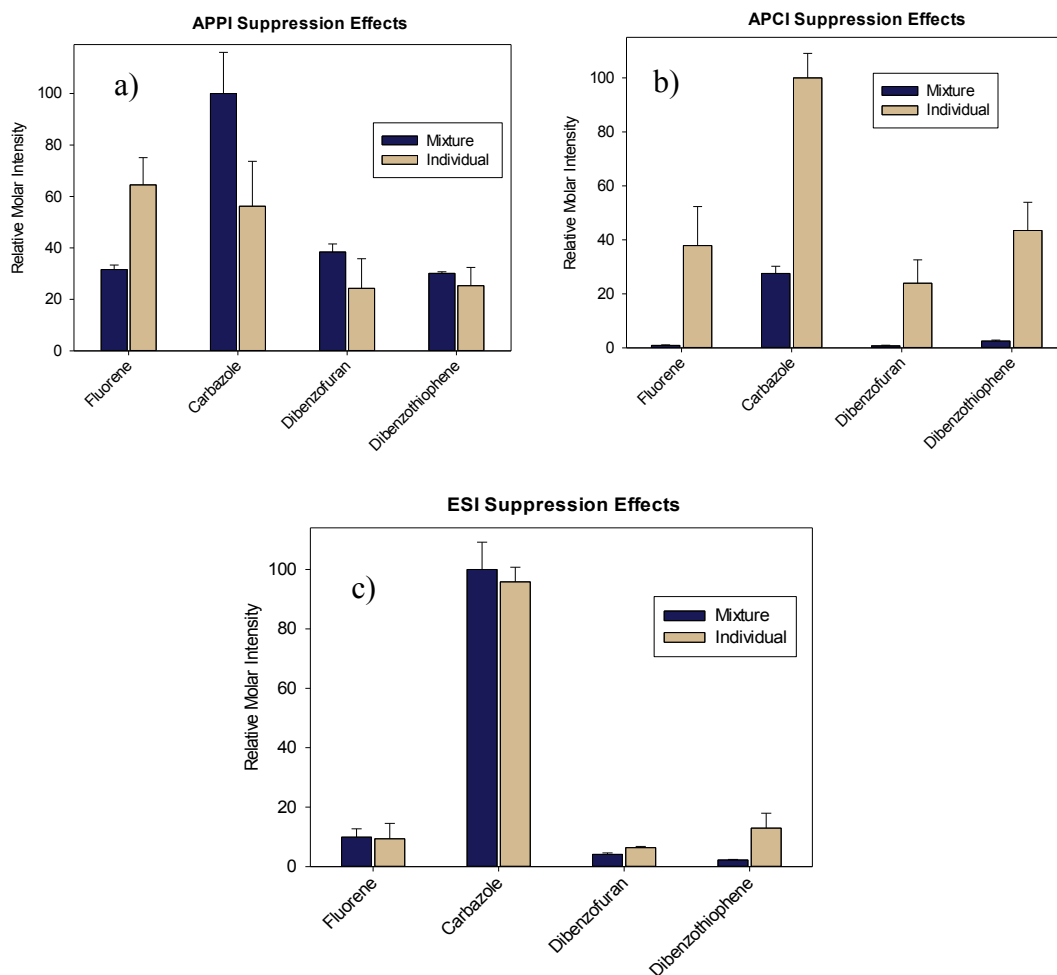 APPI Suppression Effects
a)
Relative Molar Intensity
100
80
60
40
20
0
Mixture
Individual
Fluorene
Carbazole
Dibenzofuran
Dibenzothiophene
APCI Suppression Effects
b)
Relative Molar Intensity
100
80
60
40
20
0
Mixture
Individual
Fluorene
Carbazole
Dibenzofuran
Dibenzothiophene
ESI Suppression Effects
c)
Relative Molar Intensity
100
80
60
40
20
0
Mixture
Individual
Fluorene
Carbazole
Dibenzofuran
Dibenzothiophene